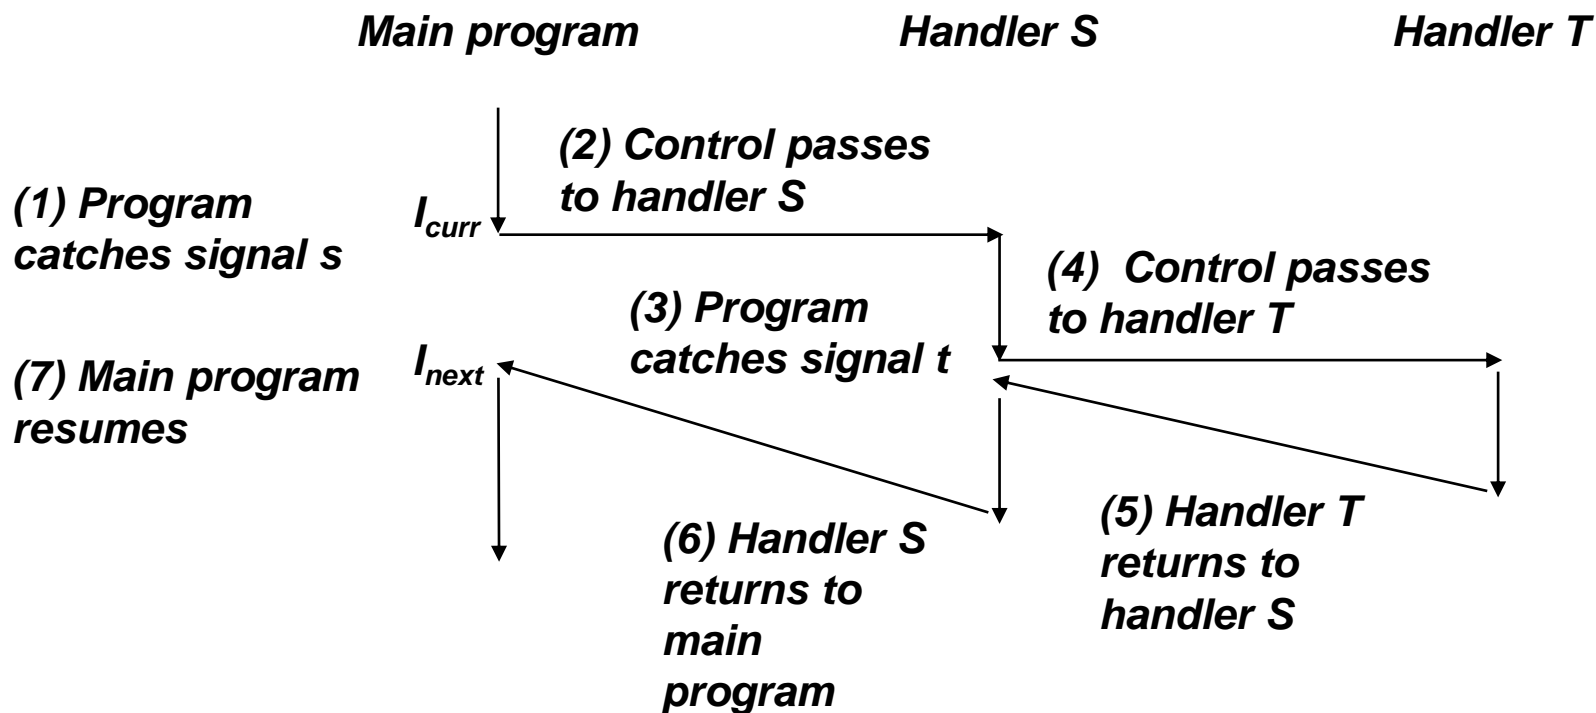 Main program
Handler S
Handler T
(2) Control passes
to handler S
(1) Program
catches signal s
I_curr
(4) Control passes
to handler T
(3) Program
catches signal t
(7) Main program
resumes
I_next
(5) Handler T
returns to
handler S
(6) Handler S
returns to
main
program